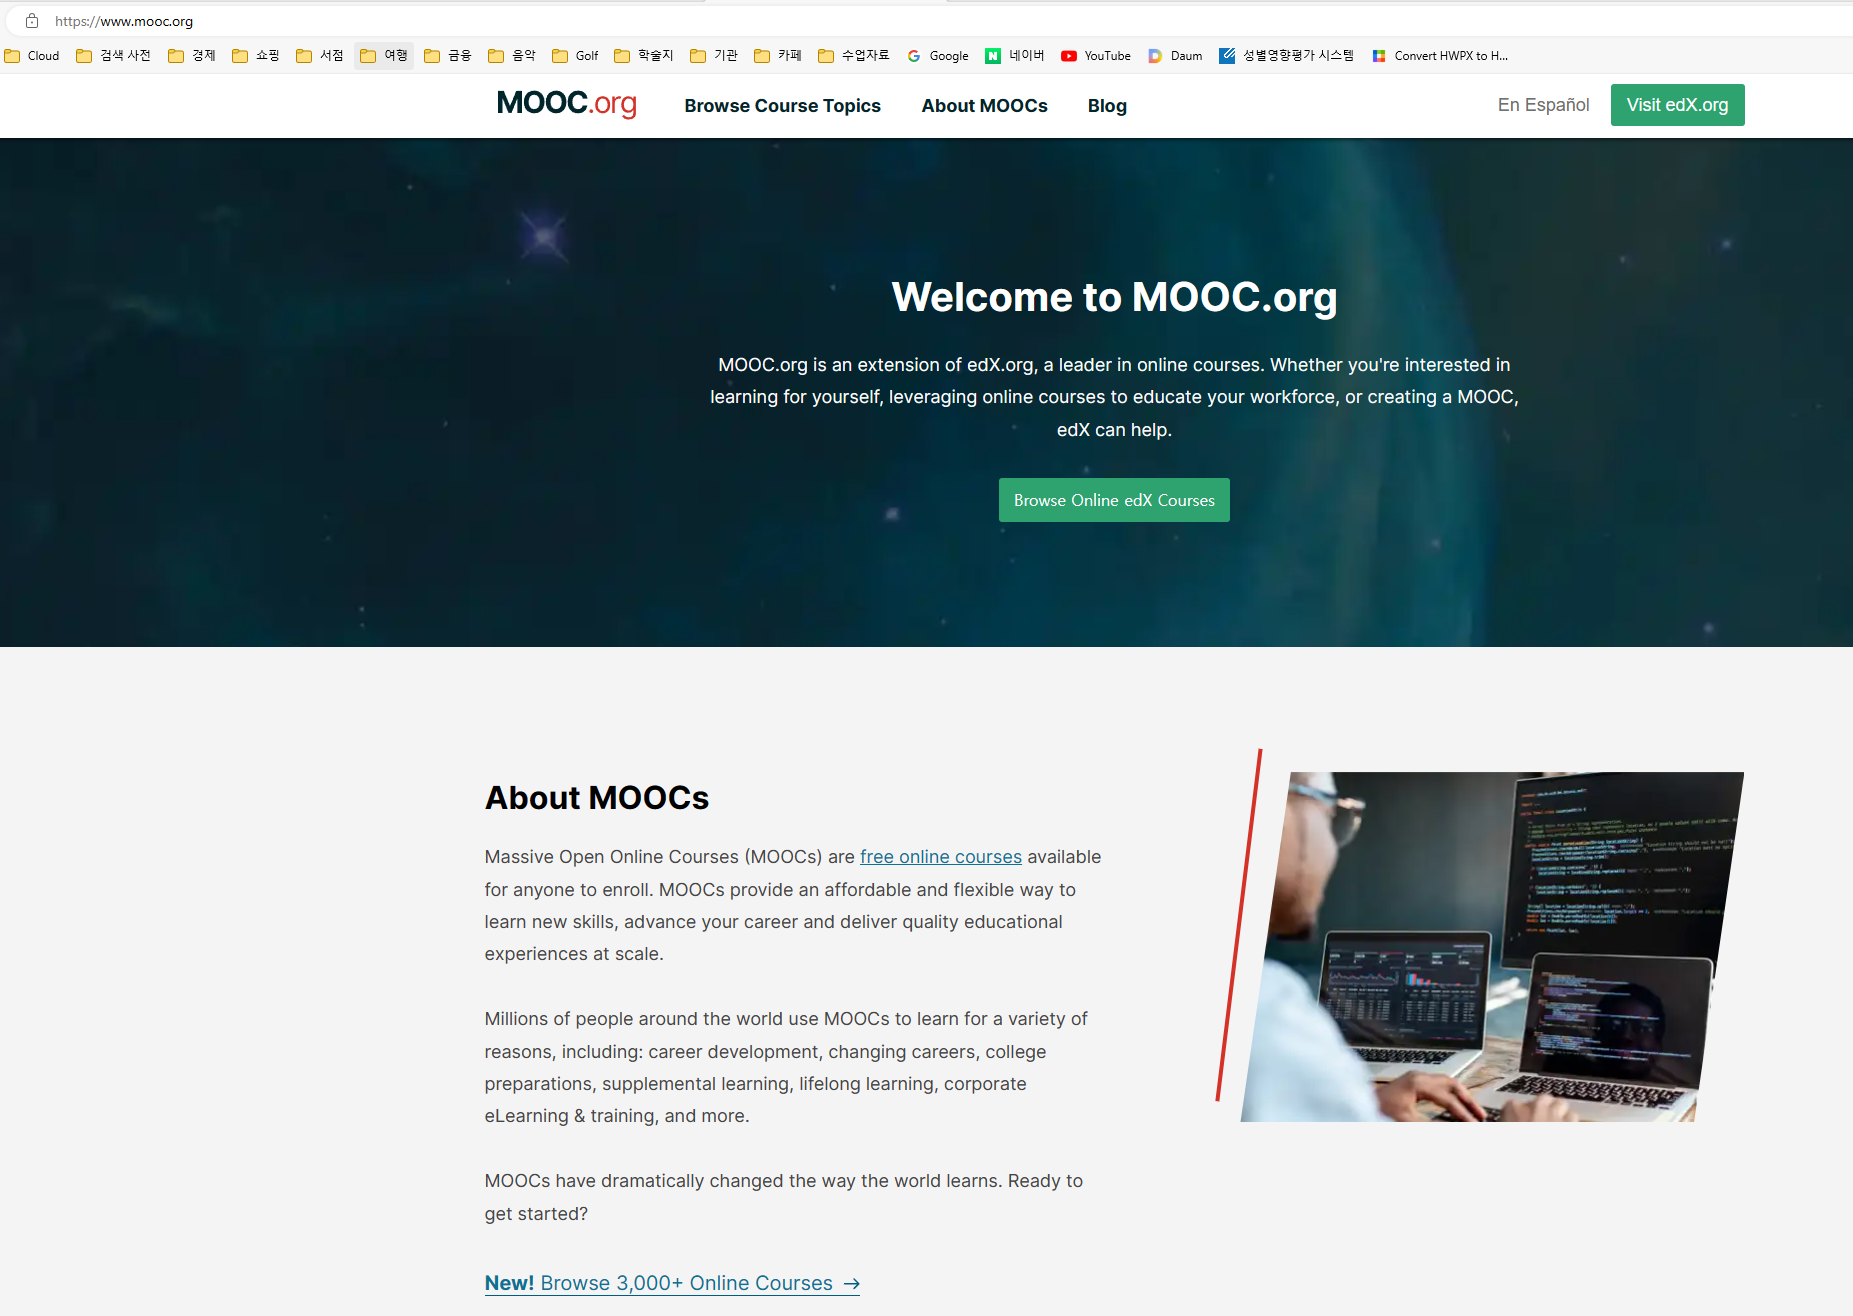 https://www.mooc.org
Cloud 검색 사전 경제 쇼핑 서점 여행 금융 음악 Golf 학술지 기관 카페 수업자료 Google 네이버 YouTube Daum 성별영향평가 시스템 Convert HWPX to H...
MOOC.org Browse Course Topics About MOOCs Blog En Español Visit edX.org
Welcome to MOOC.org
MOOC.org is an extension of edX.org, a leader in online courses. Whether you're interested in
learning for yourself, leveraging online courses to educate your workforce, or creating a MOOC,
edX can help.
Browse Online edX Courses
About MOOCs
Massive Open Online Courses (MOOCs) are free online courses available
for anyone to enroll. MOOCs provide an affordable and flexible way to
learn new skills, advance your career and deliver quality educational
experiences at scale.
Millions of people around the world use MOOCs to learn for a variety of
reasons, including: career development, changing careers, college
preparations, supplemental learning, lifelong learning, corporate
eLearning & training, and more.
MOOCs have dramatically changed the way the world learns. Ready to
get started?
New! Browse 3,000+ Online Courses →